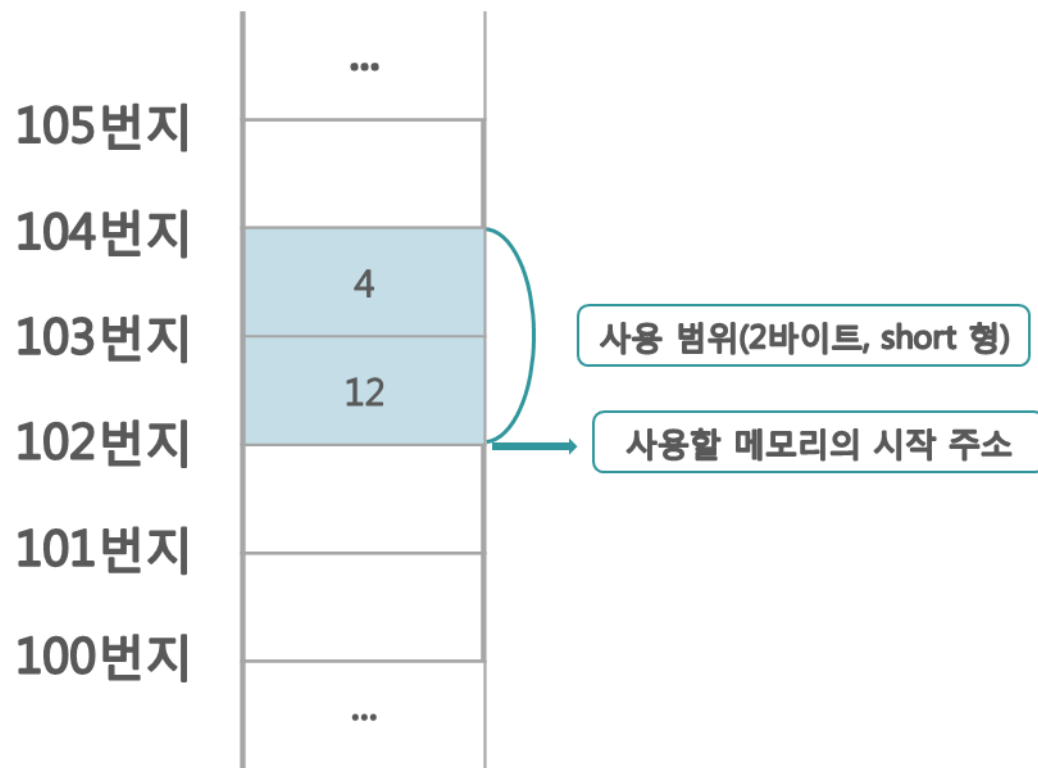 ...
105번지
104번지
4
103번지
사용 범위(2바이트, short 형)
12
102번지
사용할 메모리의 시작 주소
101번지
100번지
...